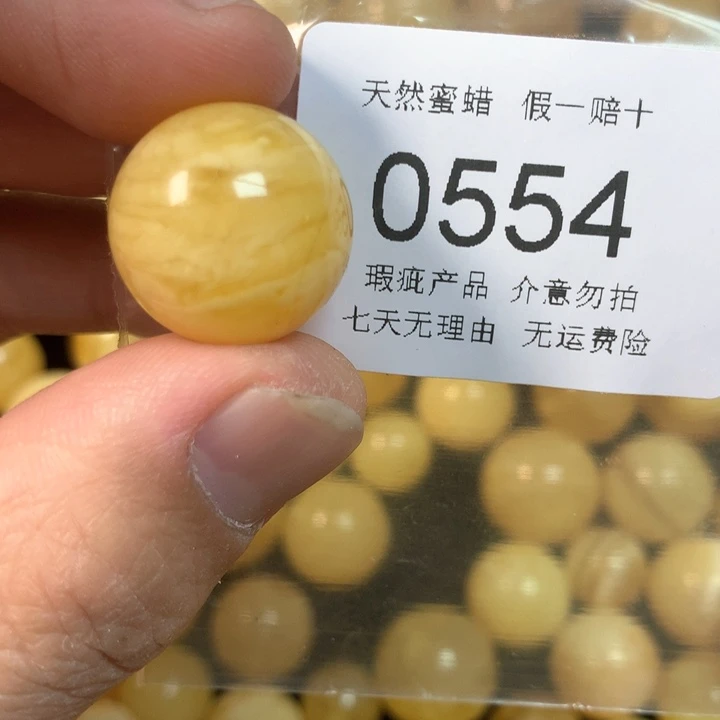 天然蜜蜡 假一赔十
0554
瑕疵产品 介意勿拍
七天无理由 无运费险